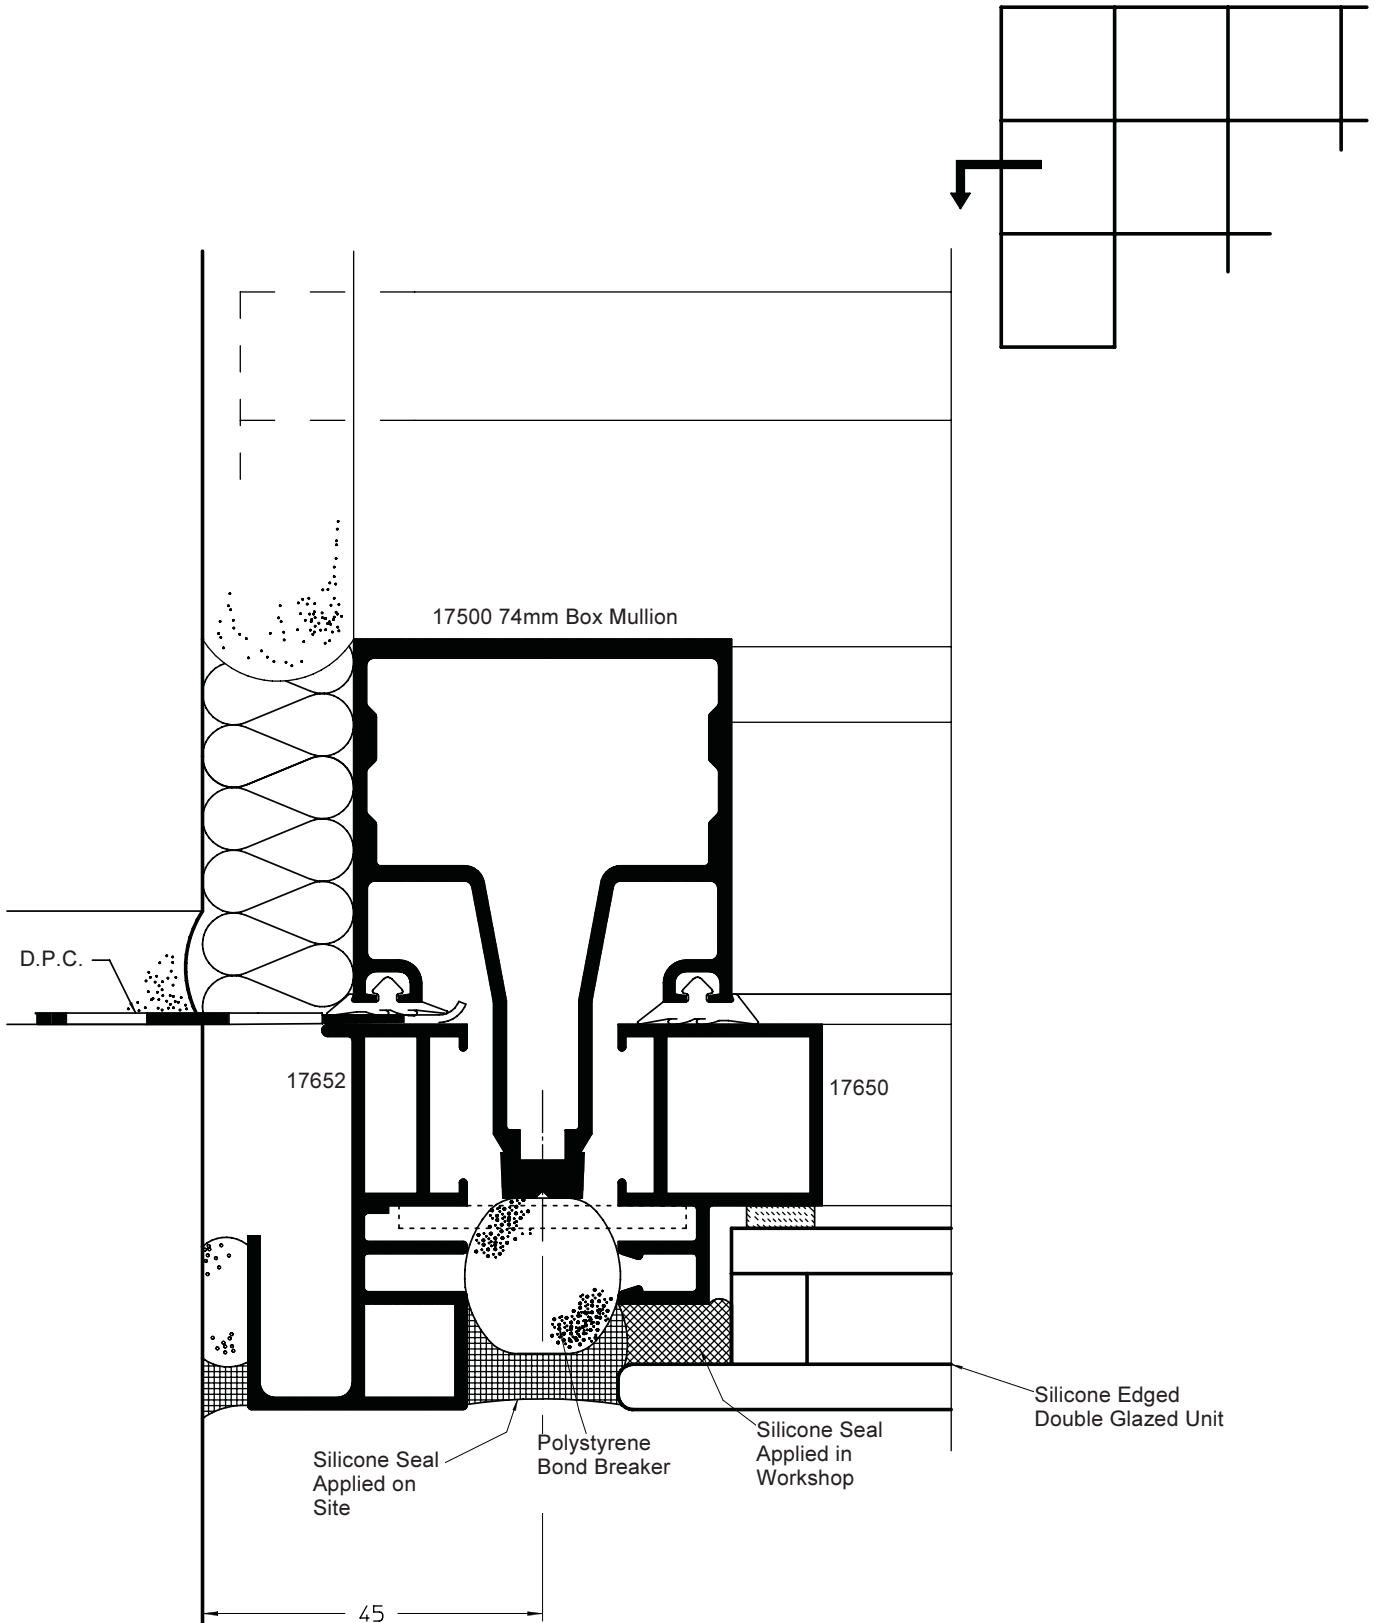 17500 74mm Box Mullion
D.P.C.
17652
17650
Silicone Edged
Double Glazed Unit
Silicone Seal
Applied in
Workshop
Polystyrene
Bond Breaker
Silicone Seal
Applied on
Site
45